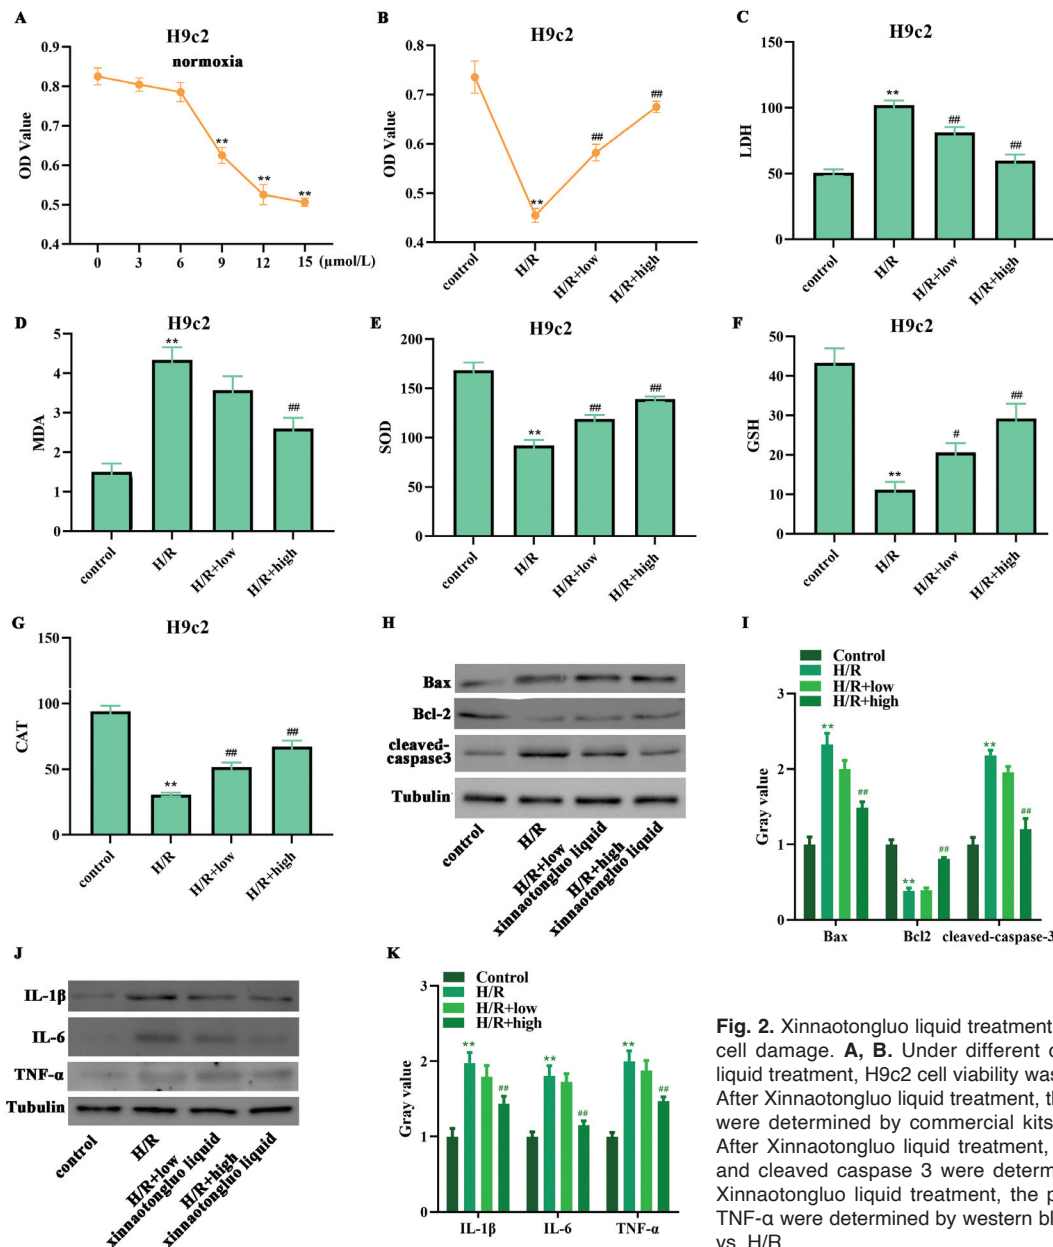 A
H9c2
normoxia
OD Value
0.9
0.8
0.7
0.6
0.5
0.4
**
**
**
0 3 6 9 12 15 (μmol/L)
B
H9c2
OD Value
0.8
0.7
0.6
0.5
0.4
**
##
##
control
H/R
H/R+low
H/R+high
C
H9c2
LDH
150
100
50
0
**
##
##
control
H/R
H/R+low
H/R+high
D
H9c2
MDA
5
4
3
2
1
0
**
##
control
H/R
H/R+low
H/R+high
E
H9c2
SOD
200
150
100
50
0
**
##
##
control
H/R
H/R+low
H/R+high
F
H9c2
GSH
50
40
30
20
10
0
**
#
##
control
H/R
H/R+low
H/R+high
G
H9c2
CAT
150
100
50
0
**
##
##
control
H/R
H/R+low
H/R+high
H
Bax
Bcl-2
cleaved-
caspase3
Tubulin
control
H/R
H/R+low
xinnaotongluo liquid
H/R+high
xinnaotongluo liquid
I
Control
H/R
H/R+low
H/R+high
Gray value
3
2
1
0
**
##
**
##
**
##
Bax Bcl2 cleaved-caspase-3
J
IL-1β
IL-6
TNF-α
Tubulin
control
H/R
H/R+low
xinnaotongluo liquid
H/R+high
xinnaotongluo liquid
K
Control
H/R
H/R+low
H/R+high
Gray value
3
2
1
0
**
##
**
##
**
##
IL-1β IL-6 TNF-α
Fig. 2. Xinnaotongluo liquid treatment
cell damage. A, B. Under different
liquid treatment, H9c2 cell viability was
After Xinnaotongluo liquid treatment,
were determined by commercial kits
After Xinnaotongluo liquid treatment,
and cleaved caspase 3 were
Xinnaotongluo liquid treatment, the
TNF-α were determined by western
vs. H/R